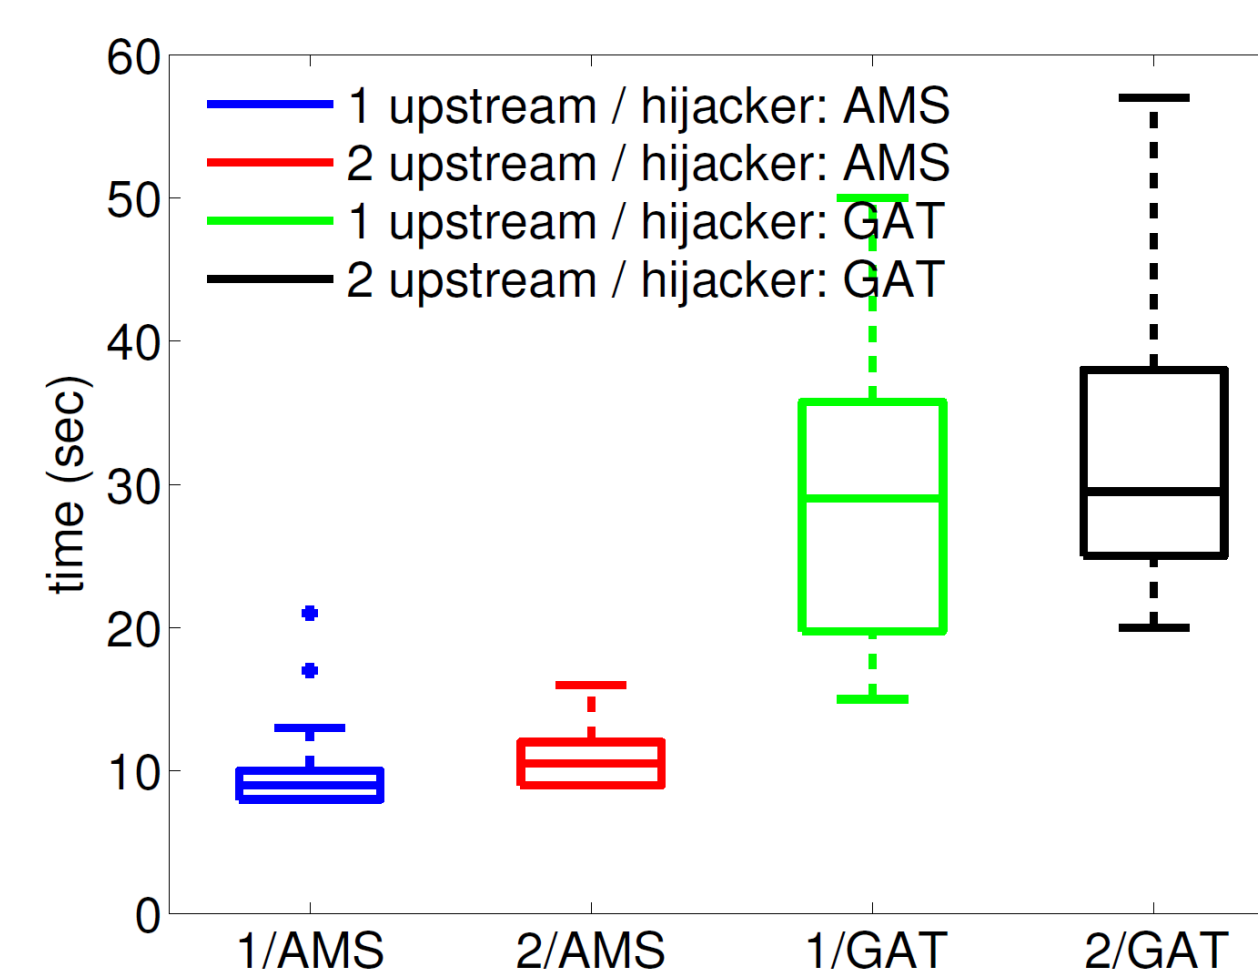 60
1 upstream / hijacker: AMS
2 upstream / hijacker: AMS
50
1 upstream / hijacker: GAT
2 upstream / hijacker: GAT
40
time (sec)
30
20
10
0
1/AMS 2/AMS 1/GAT 2/GAT